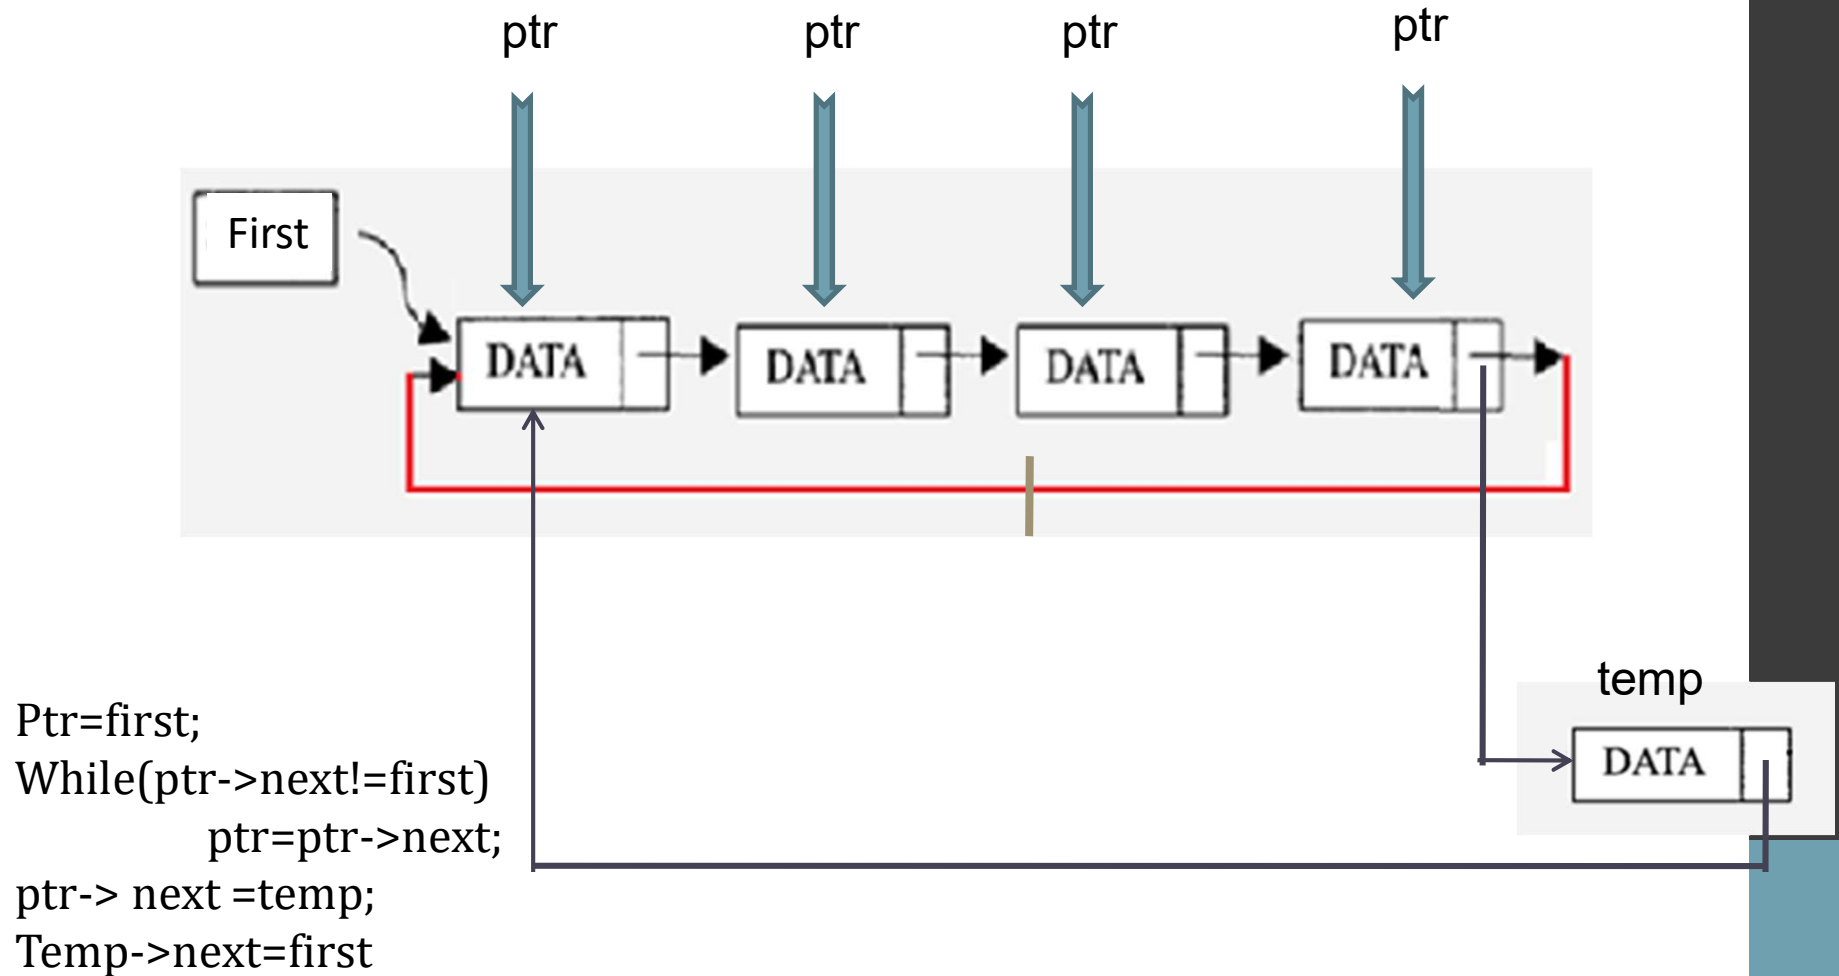 ptr ptr ptr ptr
First
DATA DATA DATA DATA
temp
DATA
Ptr=first;
While(ptr->next!=first)
ptr=ptr->next;
ptr-> next =temp;
Temp->next=first